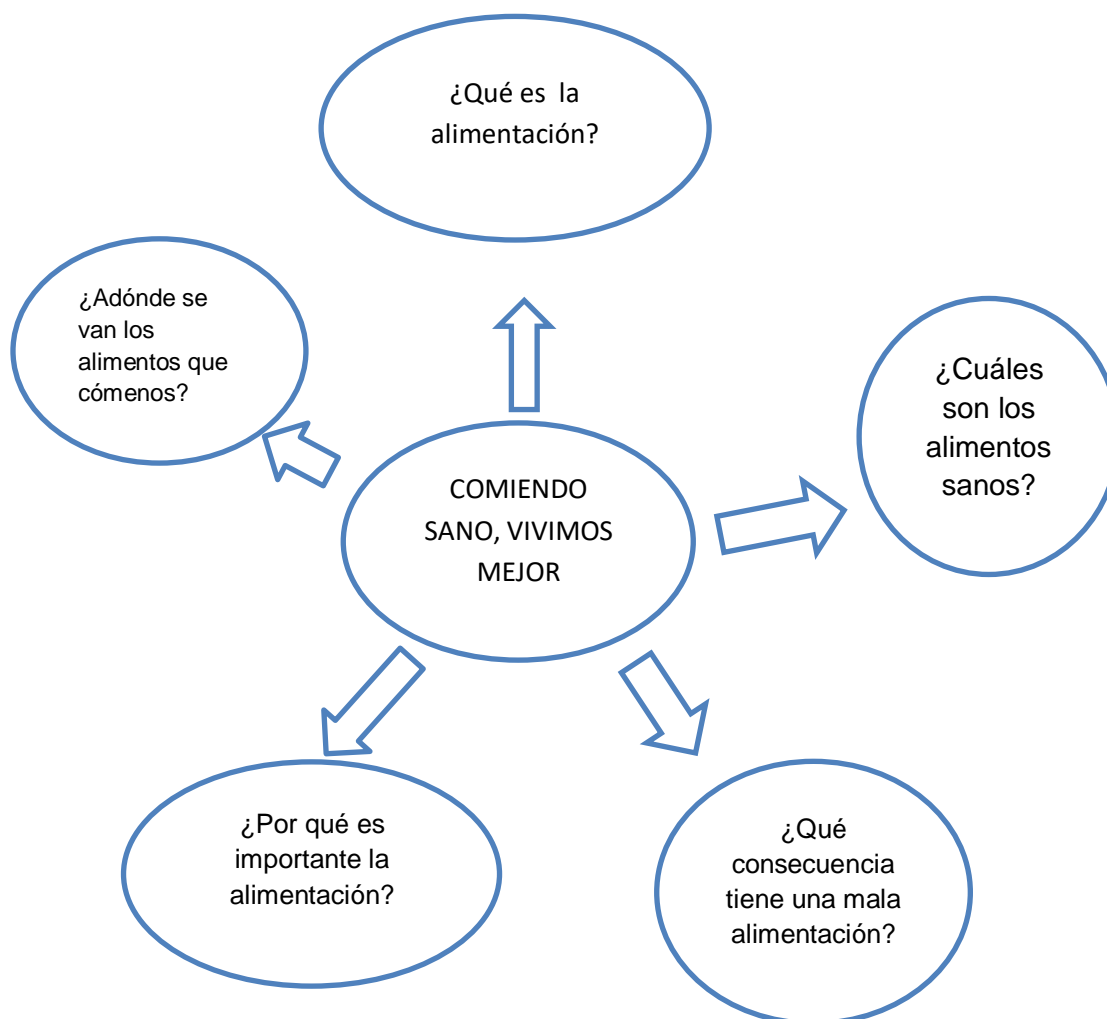 ¿Qué es  la
alimentación?
¿Adónde se
van los
alimentos que
cómenos?
¿Cuáles
son los
alimentos
sanos?
COMIENDO
SANO, VIVIMOS
MEJOR
¿Por qué es
importante la
alimentación?
¿Qué
consecuencia
tiene una mala
alimentación?